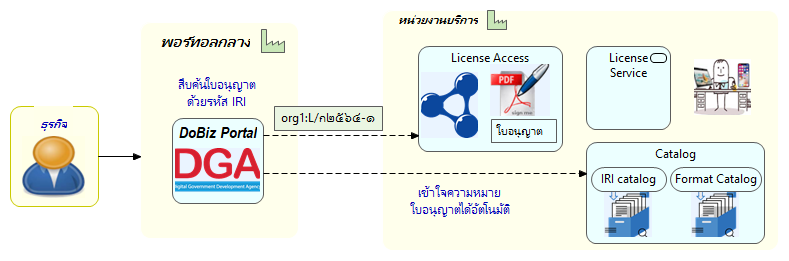 ธุรกิจ
พอร์ทอลกลาง
สืบค้นใบอนุญาต
ด้วยรหัส IRI
DoBiz Portal
DGA
Digital Government Development Agency
org1:L/ก๒๕๖๔-๑
หน่วยงานบริการ
License Access
PDF
sign me
ใบอนุญาต
License
Service
เข้าใจความหมาย
ใบอนุญาตได้อัตโนมัติ
Catalog
IRI catalog
Format Catalog